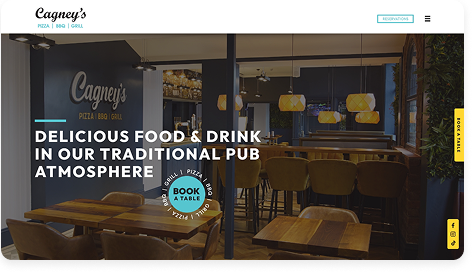 Cagney's
PIZZA | BBQ | GRILL
RESERVATIONS
Cagney's
PIZZA | BBQ | GRILL
DELICIOUS FOOD & DRINK
IN OUR TRADITIONAL PUB
ATMOSPHERE
BOOK A TABLE
PIZZA | BBQ | GRILL | PIZZA | BBQ | GRILL |
BOOK
A TABLE